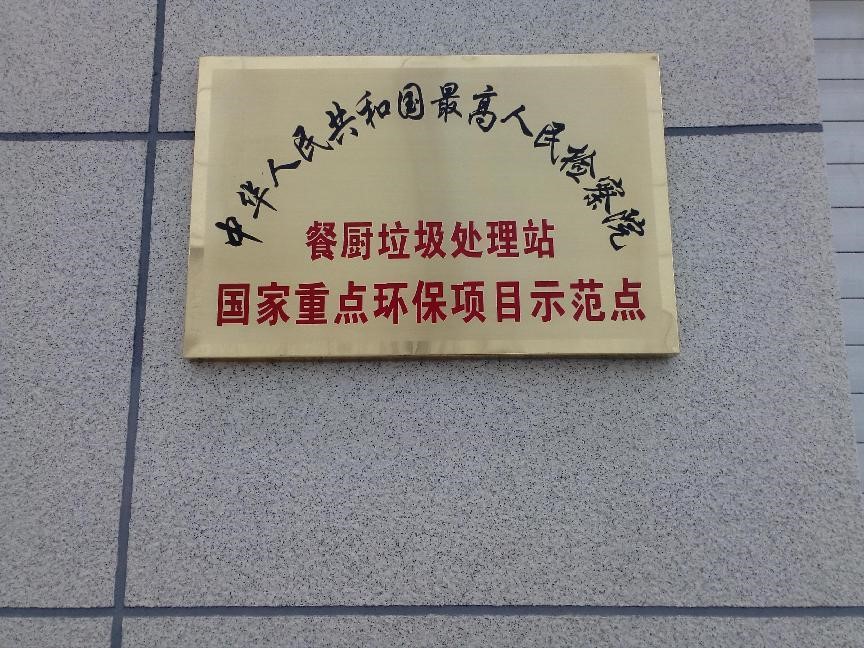 中华人民共和国最高人民检察院
餐厨垃圾处理站
国家重点环保项目示范点